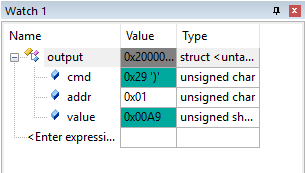 Watch 1
Name Value Type
output 0x20000... struct <unta...
cmd 0x29 ')' unsigned char
addr 0x01 unsigned char
value 0x00A9 unsigned sh...
<Enter expressi...